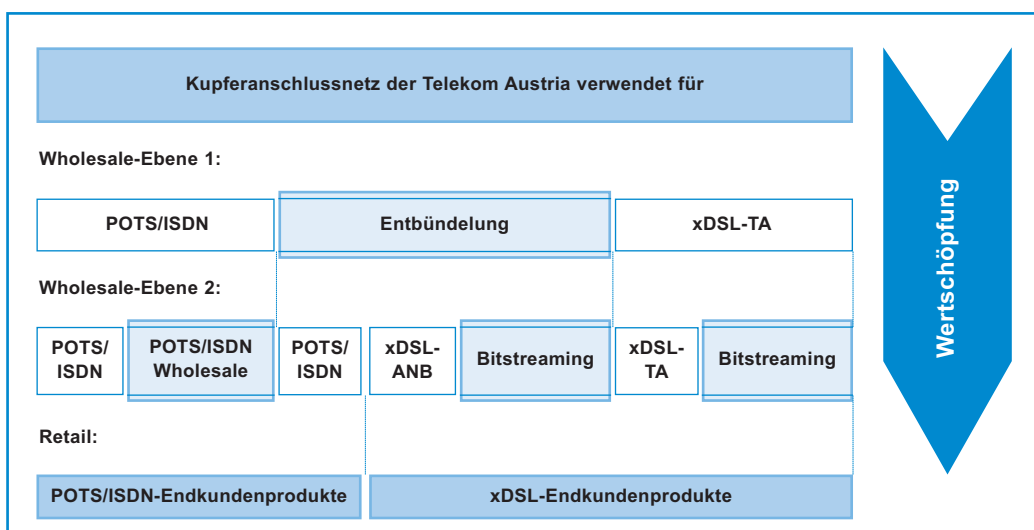 Kupferanschlussnetz der Telekom Austria verwendet für
Wholesale-Ebene 1:
POTS/ISDN
Entbündelung
xDSL-TA
Wholesale-Ebene 2:
POTS/
ISDN
POTS/ISDN
Wholesale
POTS/
ISDN
xDSL-
ANB
Bitstreaming
xDSL-
TA
Bitstreaming
Retail:
POTS/ISDN-Endkundenprodukte
xDSL-Endkundenprodukte
Wertschöpfung